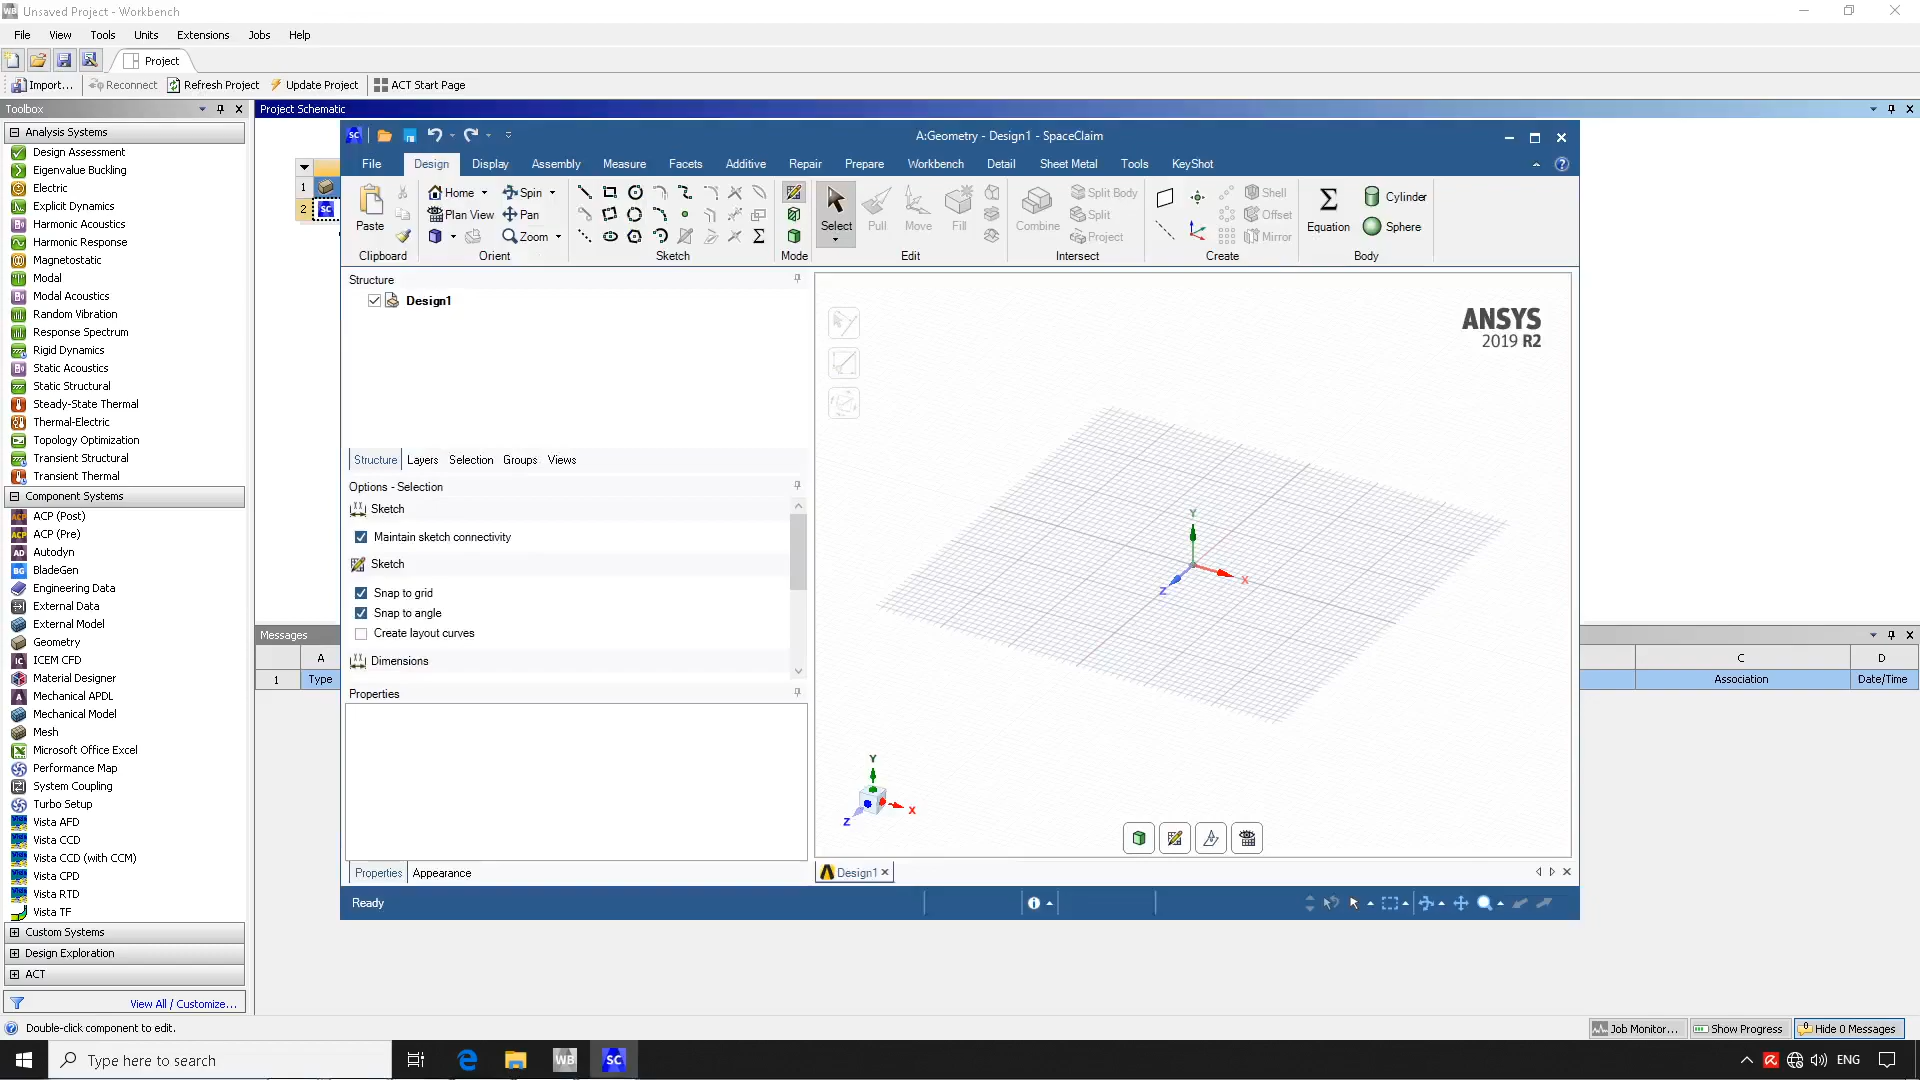 Unsaved Project - Workbench
File View Tools Units Extensions Jobs Help
Project
Import... Reconnect Refresh Project Update Project ACT Start Page
Toolbox
Project Schematic
Analysis Systems
Design Assessment
Eigenvalue Buckling
Electric
Explicit Dynamics
Harmonic Acoustics
Harmonic Response
Magnetostatic
Modal
Modal Acoustics
Random Vibration
Response Spectrum
Rigid Dynamics
Static Acoustics
Static Structural
Steady-State Thermal
Thermal-Electric
Topology Optimization
Transient Structural
Transient Thermal
Component Systems
ACP (Post)
ACP (Pre)
Autodyn
BladeGen
Engineering Data
External Data
External Model
Geometry
ICEM CFD
Material Designer
Mechanical APDL
Mechanical Model
Mesh
Microsoft Office Excel
Performance Map
System Coupling
Turbo Setup
Vista AFD
Vista CCD
Vista CCD (with CCM)
Vista CPD
Vista RTD
Vista TF
Custom Systems
Design Exploration
ACT
View All / Customize...
1
2 SC
SC A:Geometry - Design1 - SpaceClaim
File Design Display Assembly Measure Facets Additive Repair Prepare Workbench Detail Sheet Metal Tools KeyShot
Paste
Clipboard
Home Spin
Plan View Pan
Zoom
Orient
Sketch
Mode
Select Pull Move Fill
Edit
Combine Split Body
Split
Project
Intersect
Shell
Offset
Mirror
Create
Equation Cylinder
Sphere
Body
Structure
Design1
Structure Layers Selection Groups Views
Options - Selection
Sketch
Maintain sketch connectivity
Sketch
Snap to grid
Snap to angle
Create layout curves
Dimensions
Properties
Properties Appearance
ANSYS
2019 R2
Y
X
Z
Y
X
Z
Design1
Ready
Messages
A C D
1 Type Association Date/Time
Double-click component to edit.
Job Monitor... Show Progress Hide 0 Messages
Type here to search
WB SC
ENG